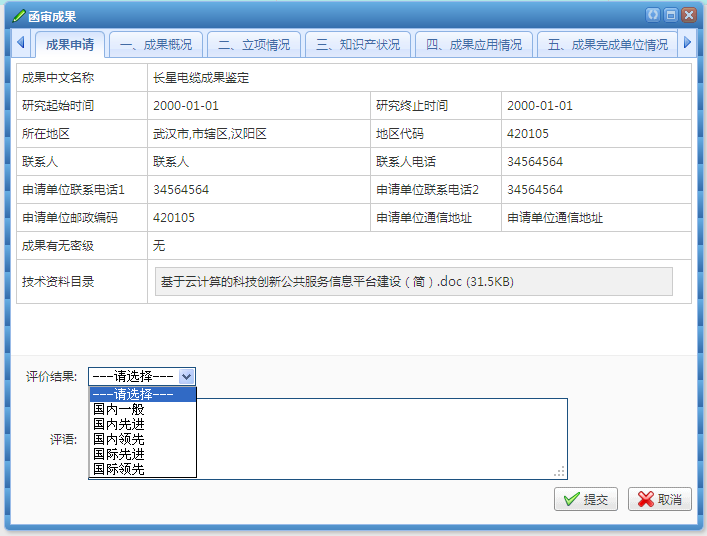 函审成果
成果申请 一、成果概况 二、立项情况 三、知识产状况 四、成果应用情况 五、成果完成单位情况
成果中文名称 长星电缆成果鉴定
研究起始时间 2000-01-01 研究终止时间 2000-01-01
所在地区 武汉市,市辖区,汉阳区 地区代码 420105
联系人 联系人 联系人电话 34564564
申请单位联系电话1 34564564 申请单位联系电话2 34564564
申请单位邮政编码 420105 申请单位通信地址 申请单位通信地址
成果有无密级 无
技术资料目录 基于云计算的科技创新公共服务信息平台建设（简）.doc (31.5KB)
评价结果: ---请选择---
---请选择---
国内一般
国内先进
国内领先
国际先进
国际领先
评语:
提交 取消